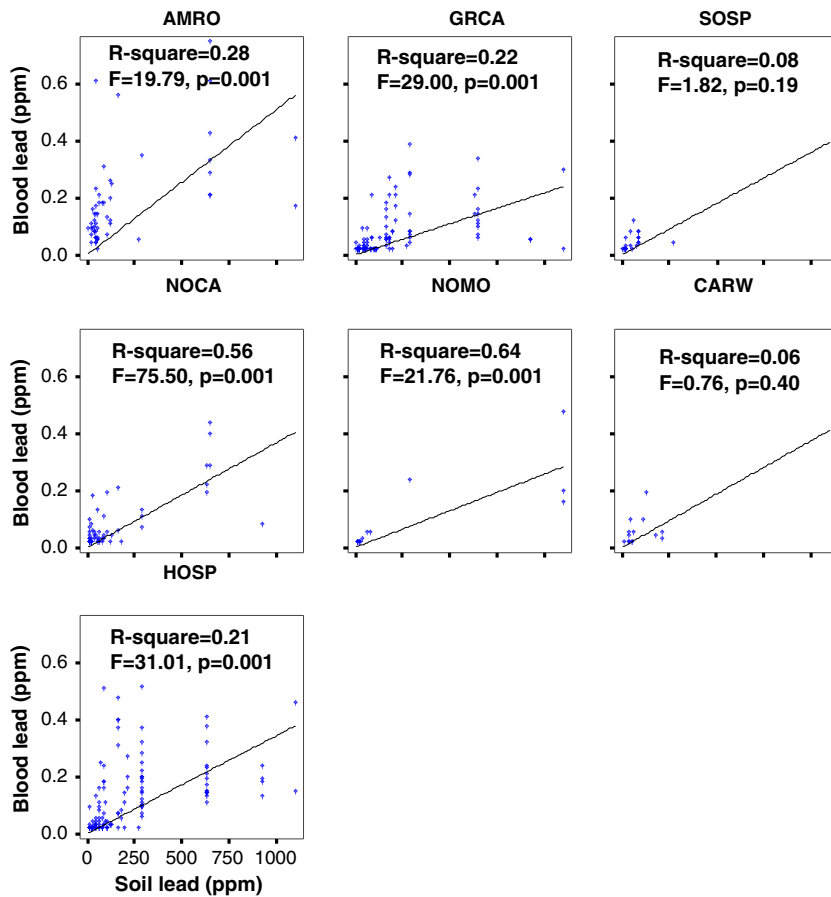 AMRO
GRCA
SOSP
R-square=0.28
F=19.79, p=0.001
R-square=0.22
F=29.00, p=0.001
R-square=0.08
F=1.82, p=0.19
Blood lead (ppm)
0.6
0.4
0.2
0.0
NOCA
NOMO
CARW
R-square=0.56
F=75.50, p=0.001
R-square=0.64
F=21.76, p=0.001
R-square=0.06
F=0.76, p=0.40
Blood lead (ppm)
0.6
0.4
0.2
0.0
HOSP
R-square=0.21
F=31.01, p=0.001
Blood lead (ppm)
0.6
0.4
0.2
0.0
0 250 500 750 1000
Soil lead (ppm)